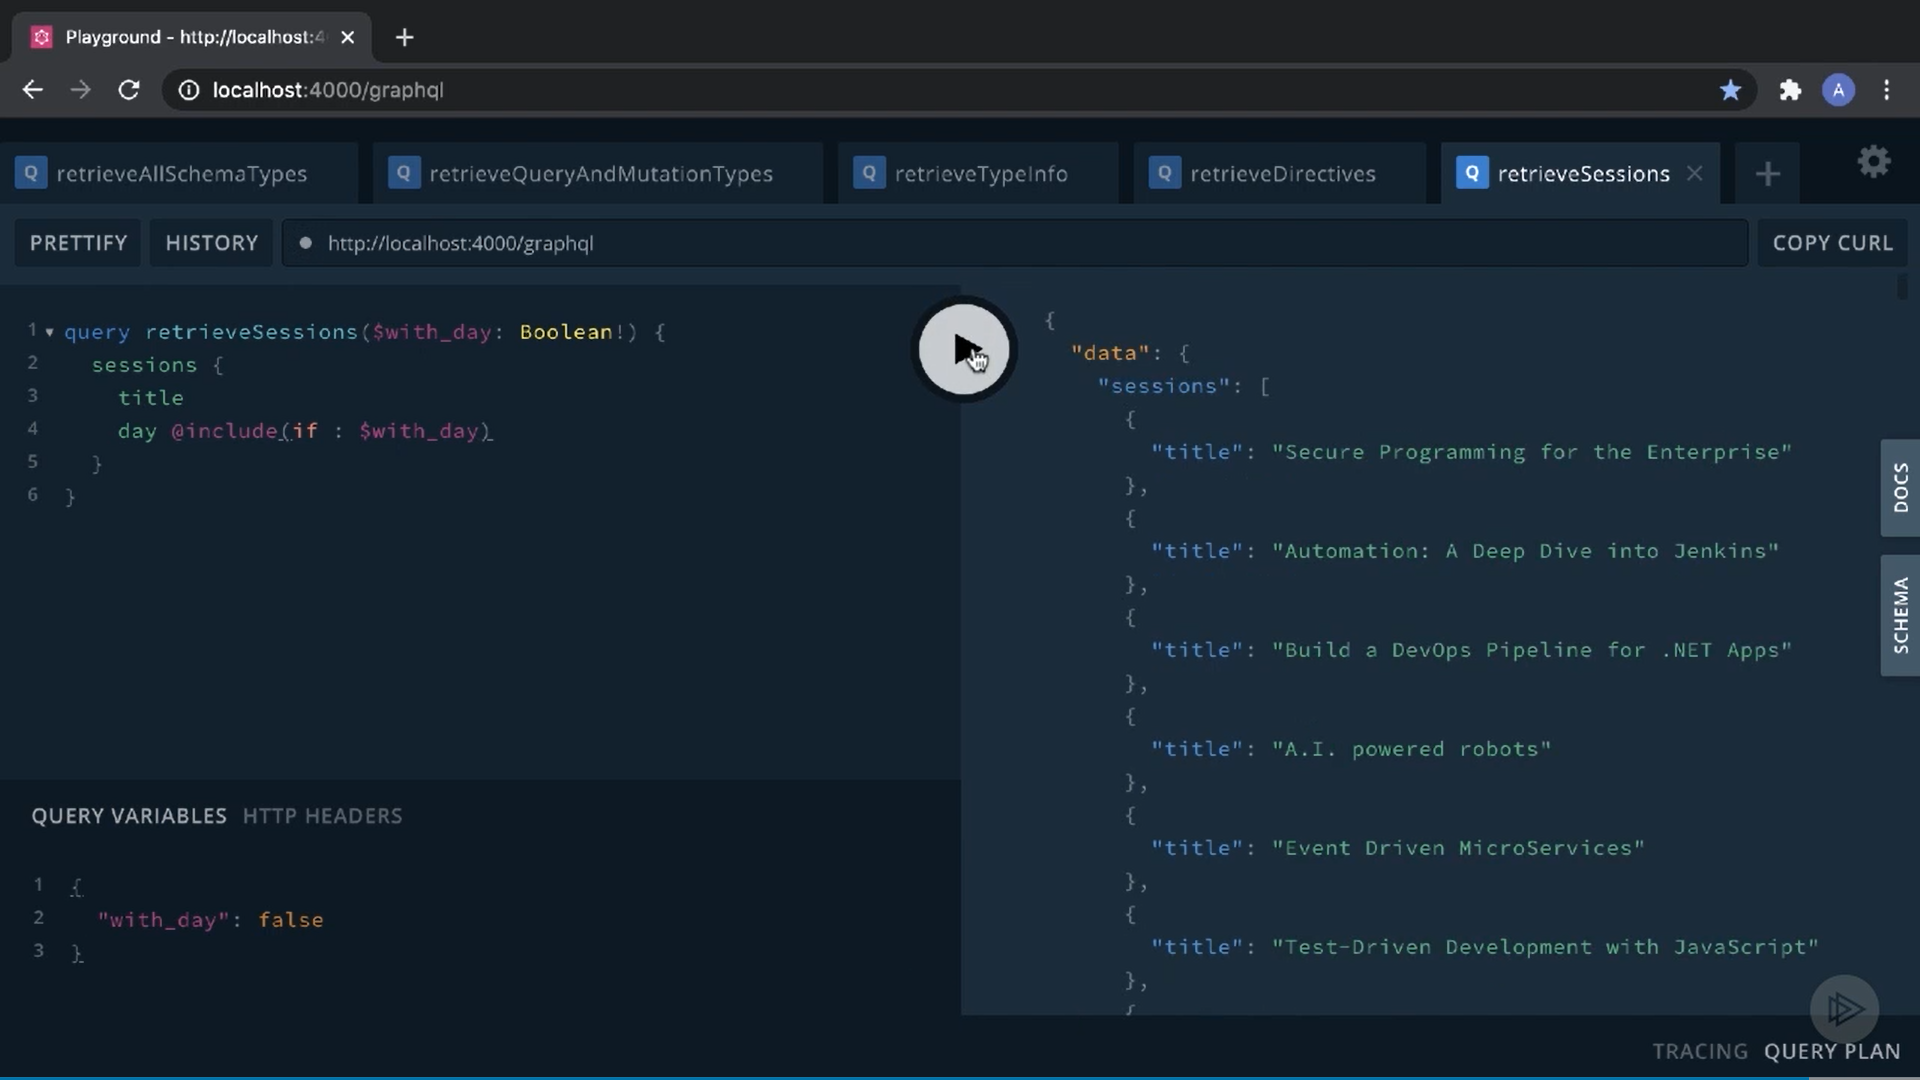 Playground - http://localhost:4
localhost:4000/graphql
A
Q retrieveAllSchemaTypes
Q retrieveQueryAndMutationTypes
Q retrieveTypeInfo
Q retrieveDirectives
Q retrieveSessions
PRETTIFY
HISTORY
http://localhost:4000/graphql
COPY CURL
1 query retrieveSessions($with_day: Boolean!) {
2 sessions {
3 title
4 day @include(if : $with_day)
5 }
6 }
QUERY VARIABLES HTTP HEADERS
1 {
2 "with_day": false
3 }
{
"data": {
"sessions": [
{
"title": "Secure Programming for the Enterprise"
},
{
"title": "Automation: A Deep Dive into Jenkins"
},
{
"title": "Build a DevOps Pipeline for .NET Apps"
},
{
"title": "A.I. powered robots"
},
{
"title": "Event Driven MicroServices"
},
{
"title": "Test-Driven Development with JavaScript"
},
{
DOCS
SCHEMA
TRACING QUERY PLAN